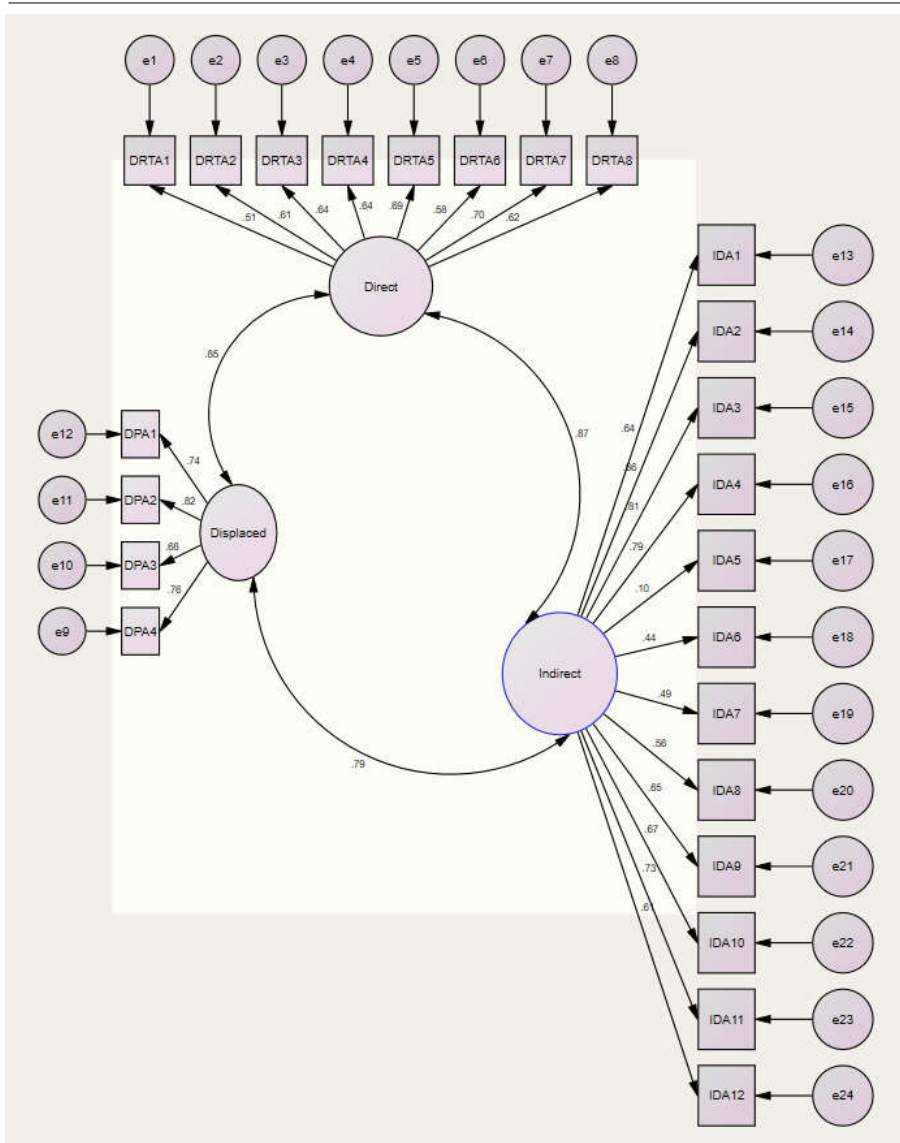 e1 e2 e3 e4 e5 e6 e7 e8
DRTA1 DRTA2 DRTA3 DRTA4 DRTA5 DRTA6 DRTA7 DRTA8
.51 .61 .64 .64 .69 .58 .70 .62
Direct
IDA1 e13
IDA2 e14
.85
IDA3 e15
.64
.87
e12 DPA1
.74
.81
IDA4 e16
e11 DPA2
.82
Displaced
.79
e10 DPA3
IDA5 e17
.10
.76
e9 DPA4
IDA6 e18
.44
Indirect
.49
IDA7 e19
.56
.79
IDA8 e20
.65
.67
IDA9 e21
.73
.61
IDA10 e22
IDA11 e23
IDA12 e24